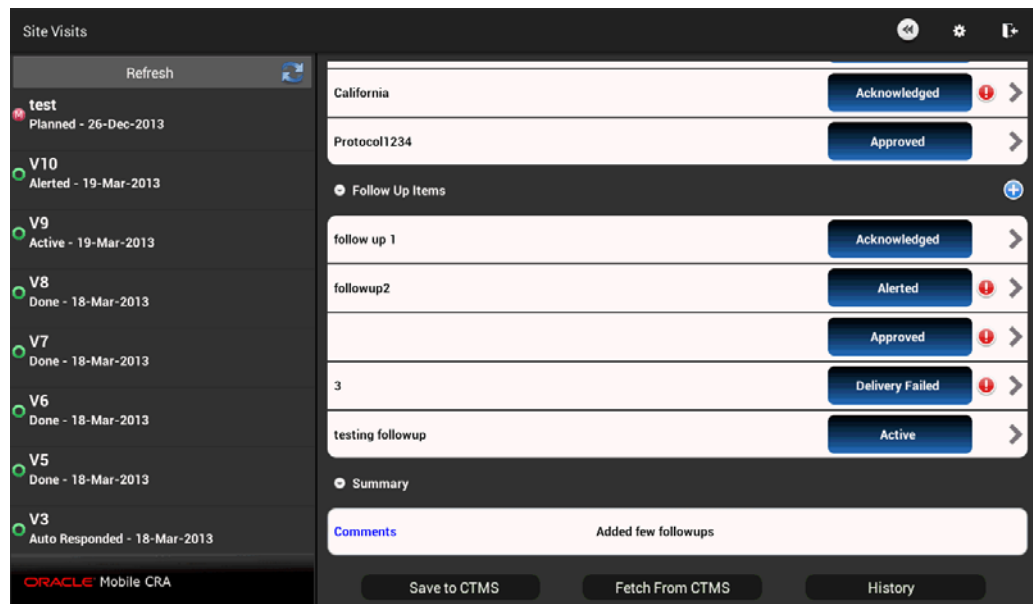 Site Visits
Refresh
test
Planned - 26-Dec-2013
V10
Alerted - 19-Mar-2013
V9
Active - 19-Mar-2013
V8
Done - 18-Mar-2013
V7
Done - 18-Mar-2013
V6
Done - 18-Mar-2013
V5
Done - 18-Mar-2013
V3
Auto Responded - 18-Mar-2013
ORACLE' Mobile CRA
California Acknowledged
Protocol1234 Approved
Follow Up Items
follow up 1 Acknowledged
followup2 Alerted
Approved
3 Delivery Failed
testing followup Active
Summary
Comments Added few followups
Save to CTMS Fetch From CTMS History